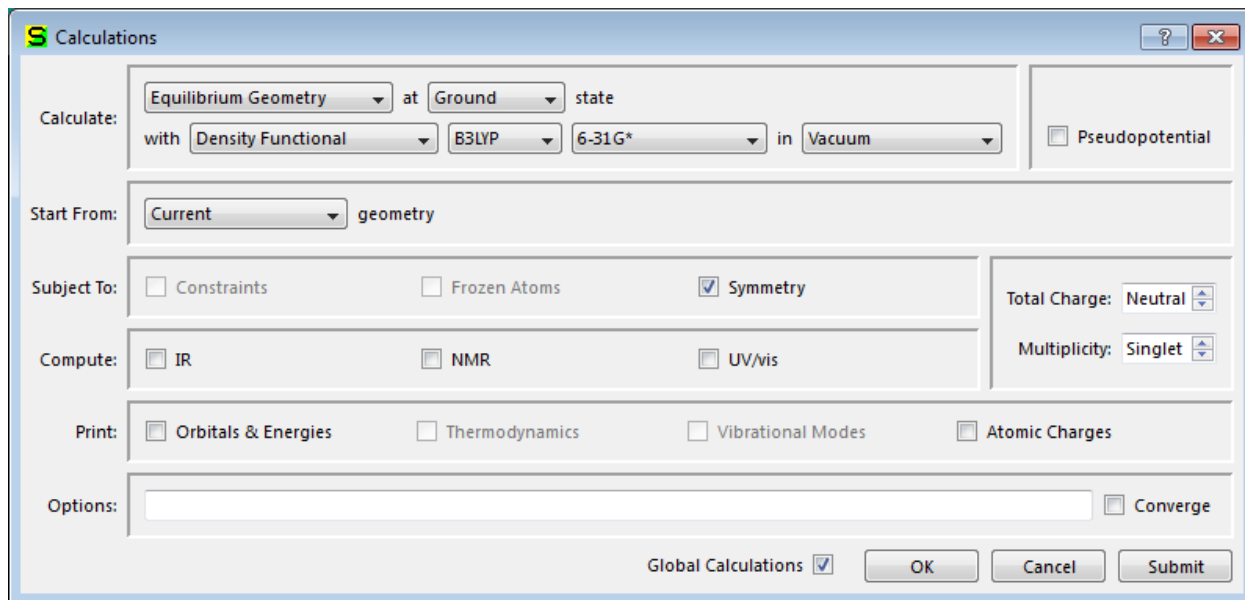 S Calculations
Calculate: Equilibrium Geometry at Ground state
with Density Functional B3LYP 6-31G* in Vacuum
Pseudopotential
Start From: Current geometry
Subject To: Constraints Frozen Atoms Symmetry
Total Charge: Neutral
Multiplicity: Singlet
Compute: IR NMR UV/vis
Print: Orbitals & Energies Thermodynamics Vibrational Modes Atomic Charges
Options: Converge
Global Calculations OK Cancel Submit